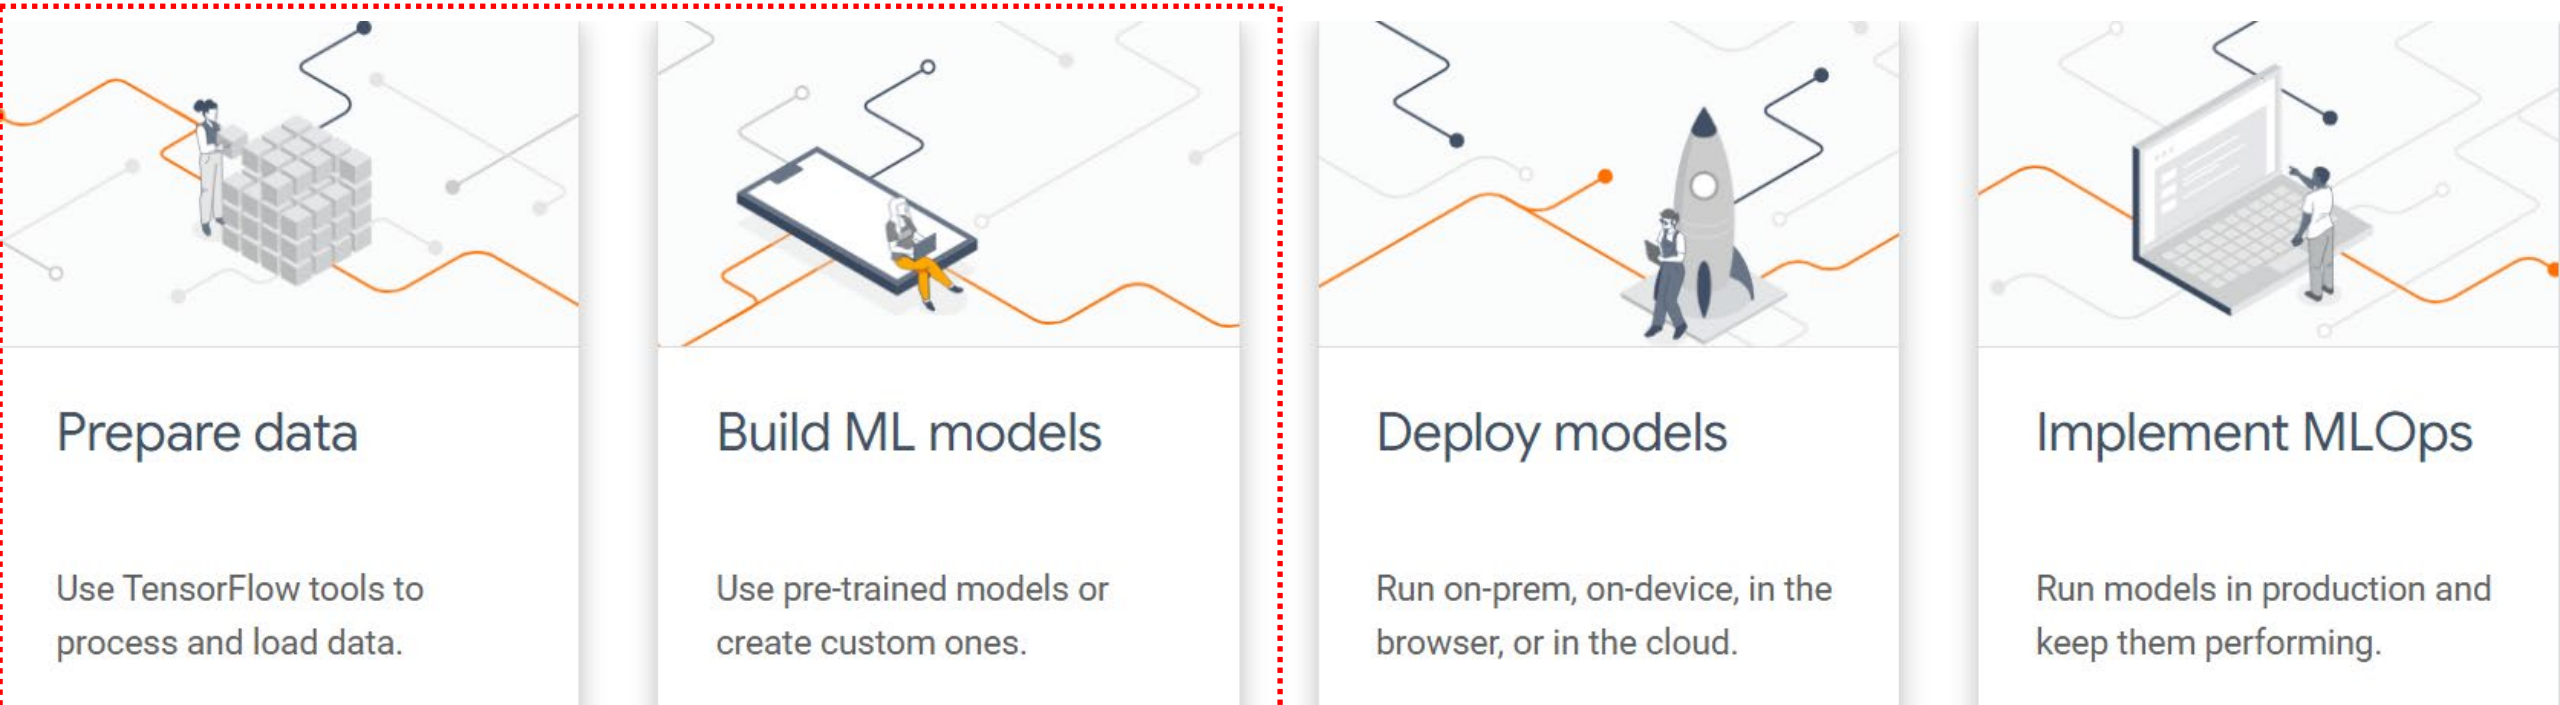 Prepare data
Use TensorFlow tools to
process and load data.
Build ML models
Use pre-trained models or
create custom ones.
Deploy models
Run on-prem, on-device, in the
browser, or in the cloud.
Implement MLOps
Run models in production and
keep them performing.